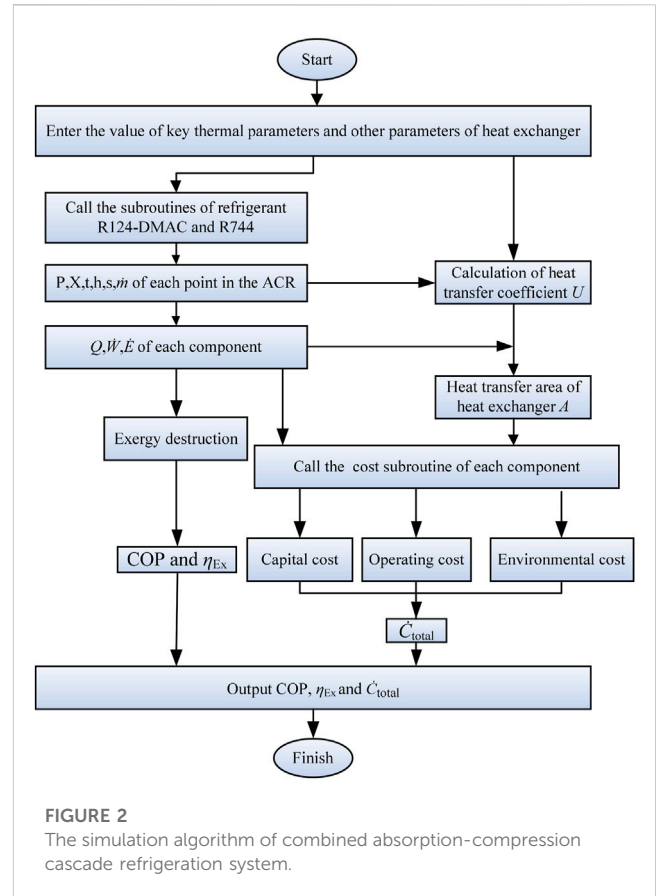 Start
Enter the value of key thermal parameters and other parameters of heat exchanger
Call the subroutines of refrigerant
R124-DMAC and R744
P,X,t,h,s,ṁ of each point in the ACR
Calculation of heat
transfer coefficient U
Q,Ẇ,Ė of each component
Heat transfer area of
heat exchanger A
Exergy destruction
Call the cost subroutine of each component
COP and ηEx
Capital cost
Operating cost
Environmental cost
Ċtotal
Output COP, ηEx and Ċtotal
Finish
FIGURE 2
The simulation algorithm of combined absorption-compression
cascade refrigeration system.